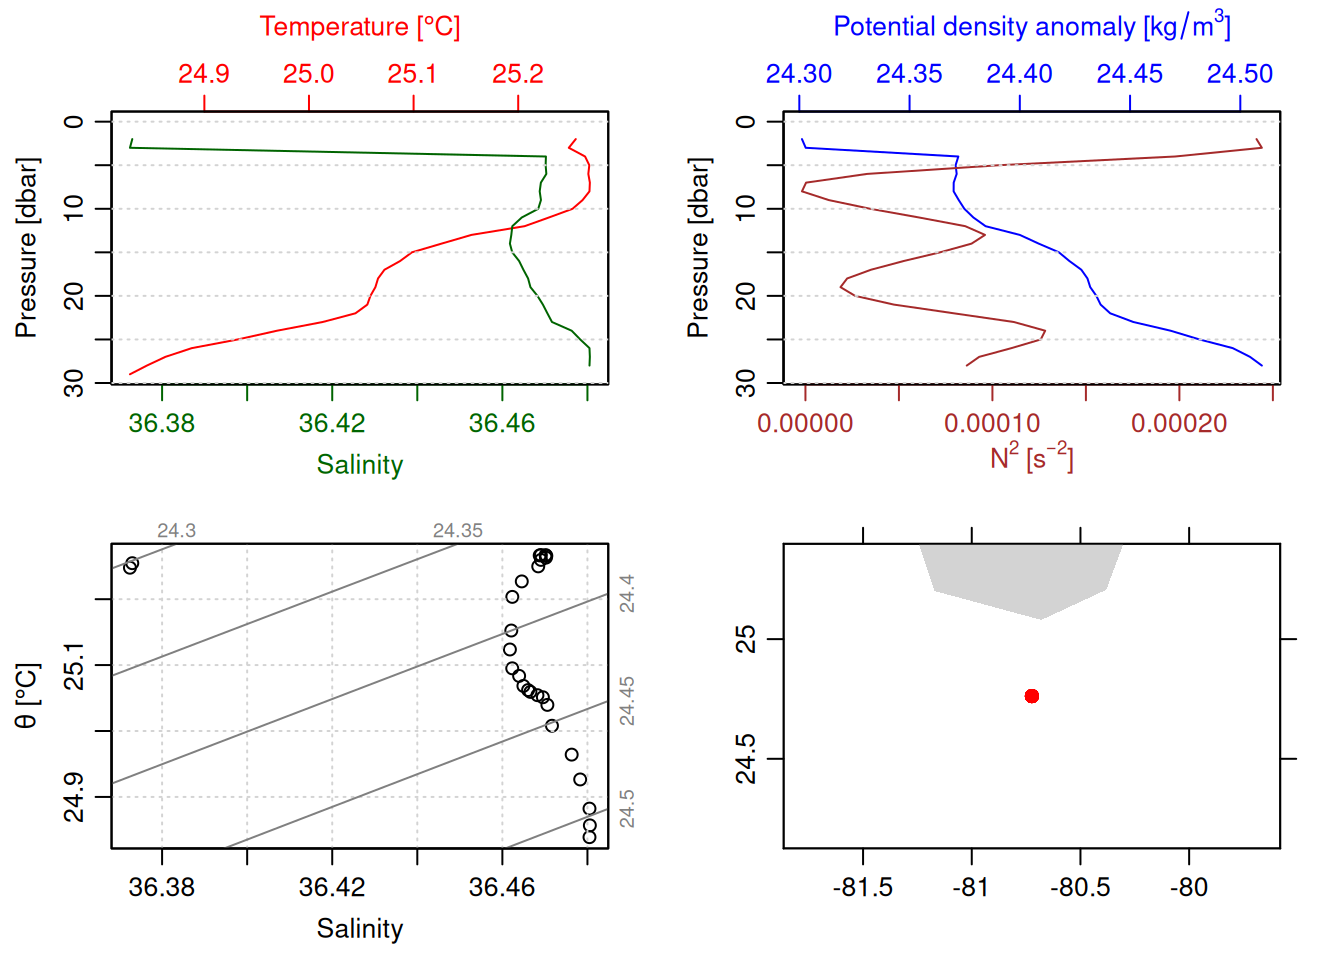 Temperature [°C]
24.9 25.0 25.1 25.2
Pressure [dbar]
0
10
20
30
36.38 36.42 36.46
Salinity
Potential density anomaly [kg/m³]
24.30 24.35 24.40 24.45 24.50
Pressure [dbar]
0
10
20
30
0.00000 0.00010 0.00020
N² [s⁻²]
24.3 24.35
24.4
24.45
24.5
θ [°C]
25.1
24.9
36.38 36.42 36.46
Salinity
25
24.5
-81.5 -81 -80.5 -80